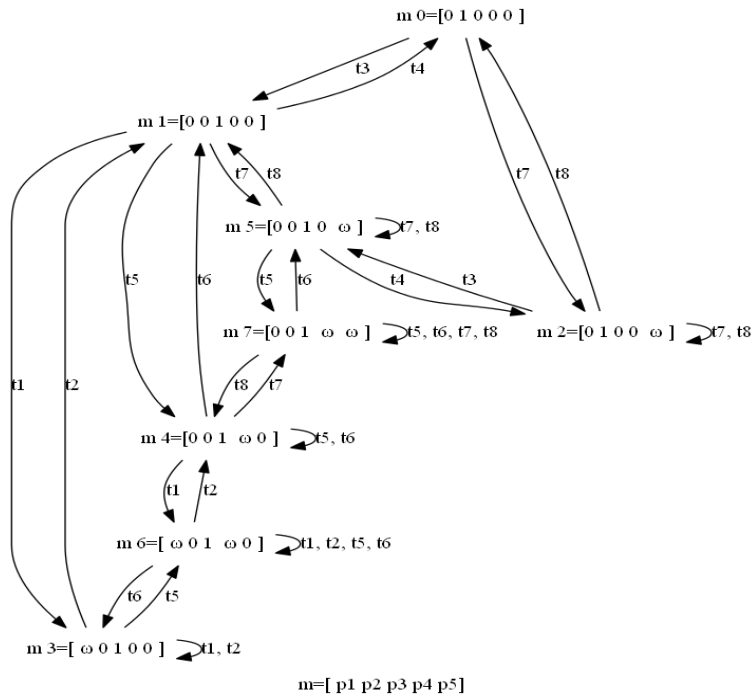 m 0=[0 1 0 0 0 ]
t3
t4
m 1=[0 0 1 0 0 ]
t7
t8
t7
t8
m 5=[0 0 1 0 ω ]
t7, t8
t5
t6
t5
t6
t4
t3
m 7=[0 0 1 ω ω ]
t5, t6, t7, t8
m 2=[0 1 0 0 ω ]
t7, t8
t1
t2
t8
t7
m 4=[0 0 1 ω 0 ]
t5, t6
t1
t2
m 6=[ ω 0 1 ω 0 ]
t1, t2, t5, t6
t6
t5
m 3=[ ω 0 1 0 0 ]
t1, t2
m=[ p1 p2 p3 p4 p5]